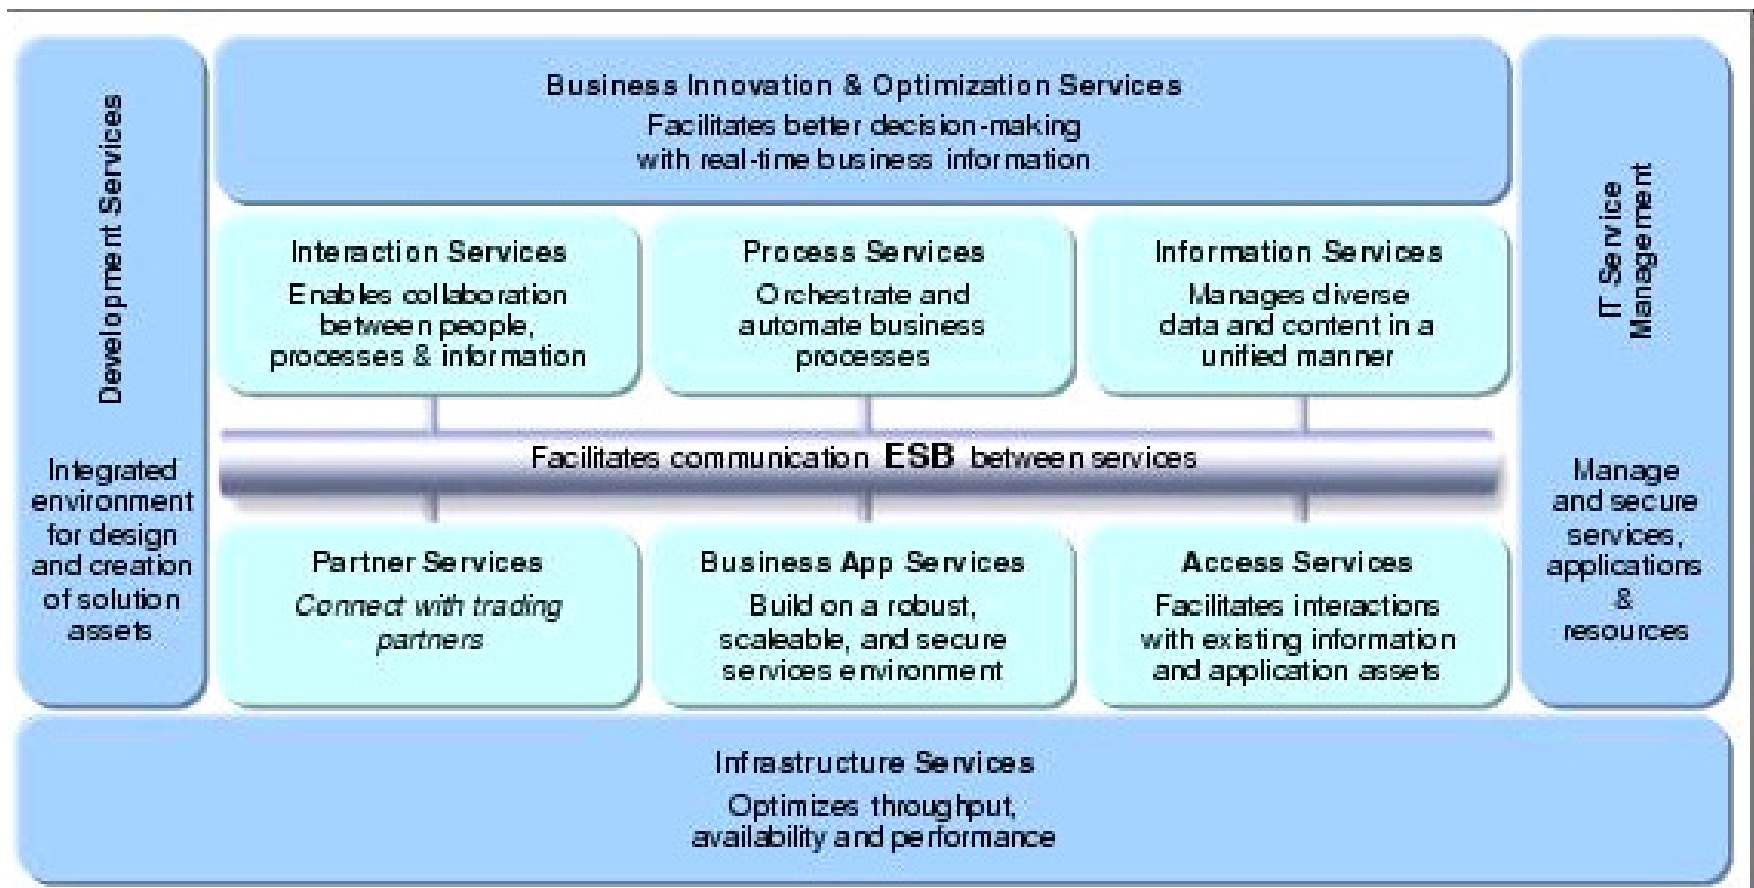 Development Services
Integrated
environment
for design
and creation
of solution
assets
Business Innovation & Optimization Services
Facilitates better decision-making
with real-time business information
Interaction Services
Enables collaboration
between people,
processes & information
Process Services
Orchestrate and
automate business
processes
Information Services
Manages diverse
data and content in a
unified manner
Facilitates communication ESB between services
Partner Services
Connect with trading
partners
Business App Services
Build on a robust,
scaleable, and secure
services environment
Access Services
Facilitates interactions
with existing information
and application assets
IT Service
Management
Manage
and secure
services,
applications
&
resources
Infrastructure Services
Optimizes throughput,
availability and performance